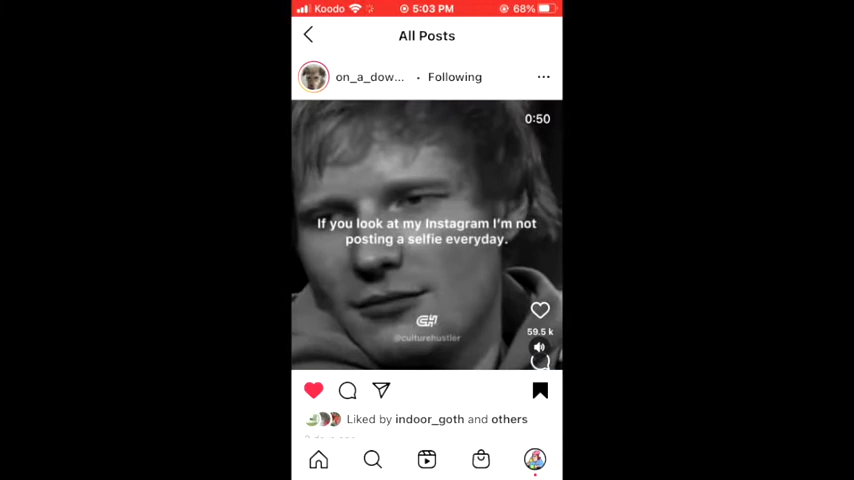 Koodo 5:03 PM 68%
All Posts
on_a_dow... · Following
0:50
If you look at my Instagram I'm not
posting a selfie everyday.
59.5 k
@culturehustler
Liked by indoor_goth and others